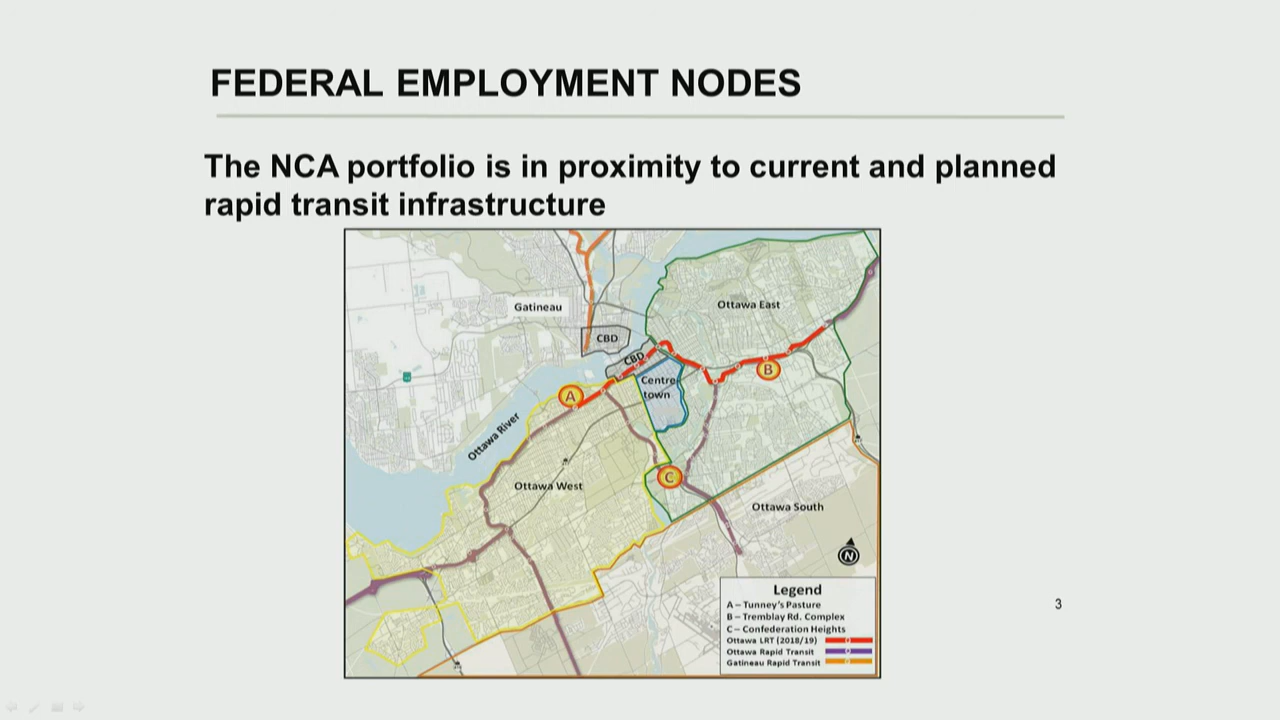 FEDERAL EMPLOYMENT NODES
The NCA portfolio is in proximity to current and planned
rapid transit infrastructure
Gatineau
Ottawa East
CBD
CBD
B
Centre
town
A
Ottawa River
C
Ottawa West
Ottawa South
N
Legend
A – Tunney's Pasture
B – Tremblay Rd. Complex
C – Confederation Heights
Ottawa LRT (2018/19)
Ottawa Rapid Transit
Gatineau Rapid Transit
3